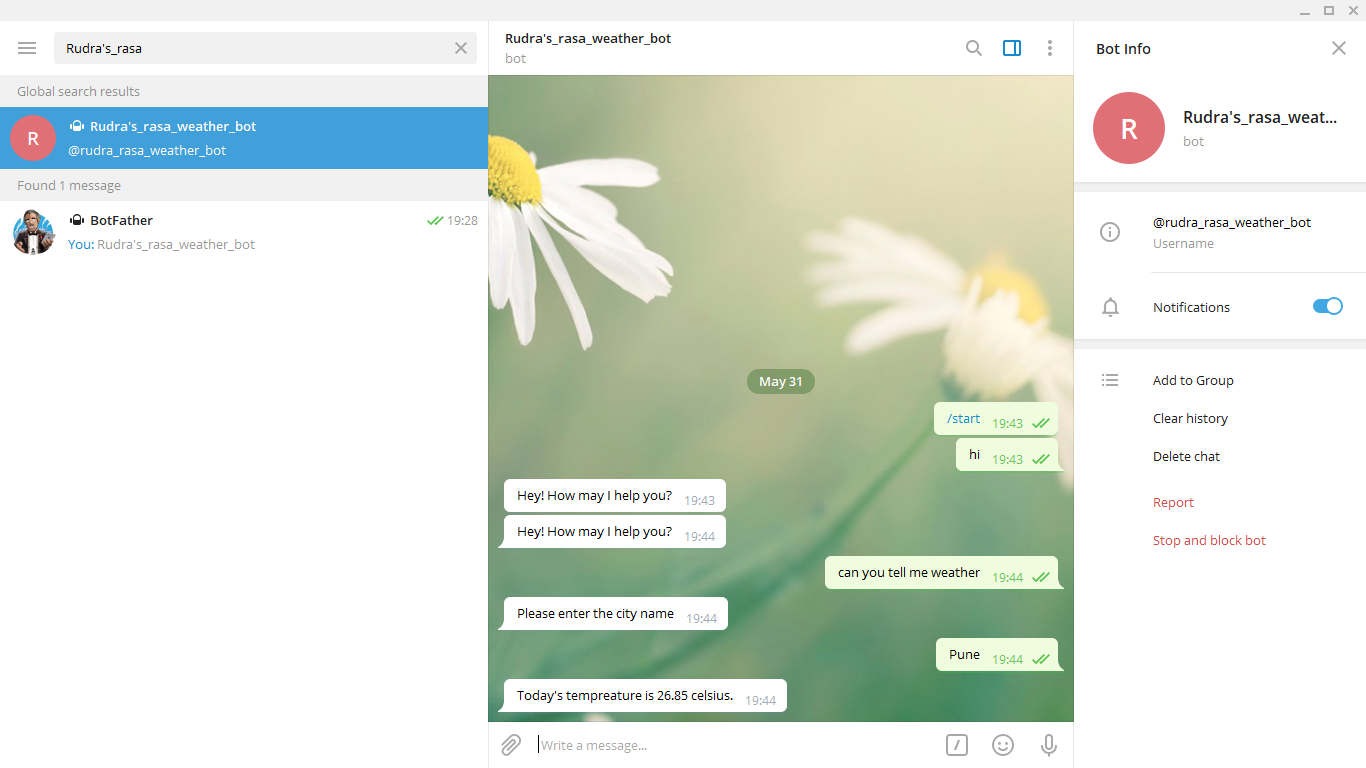 Rudra's_rasa
Global search results
R
Rudra's_rasa_weather_bot
@rudra_rasa_weather_bot
Found 1 message
BotFather
19:28
You: Rudra's_rasa_weather_bot
Rudra's_rasa_weather_bot
bot
May 31
/start 19:43
hi 19:43
Hey! How may I help you? 19:43
Hey! How may I help you? 19:44
can you tell me weather 19:44
Please enter the city name 19:44
Pune 19:44
Today's tempreature is 26.85 celsius. 19:44
Write a message...
Bot Info
R
Rudra's_rasa_weat...
bot
@rudra_rasa_weather_bot
Username
Notifications
Add to Group
Clear history
Delete chat
Report
Stop and block bot